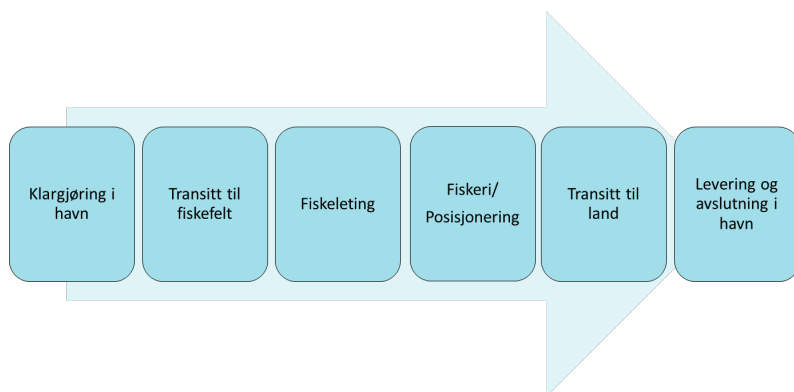 Klargjøring i
havn
Transitt til
fiskefelt
Fiskeleting
Fiskeri/
Posisjonering
Transitt til
land
Levering og
avslutning i
havn